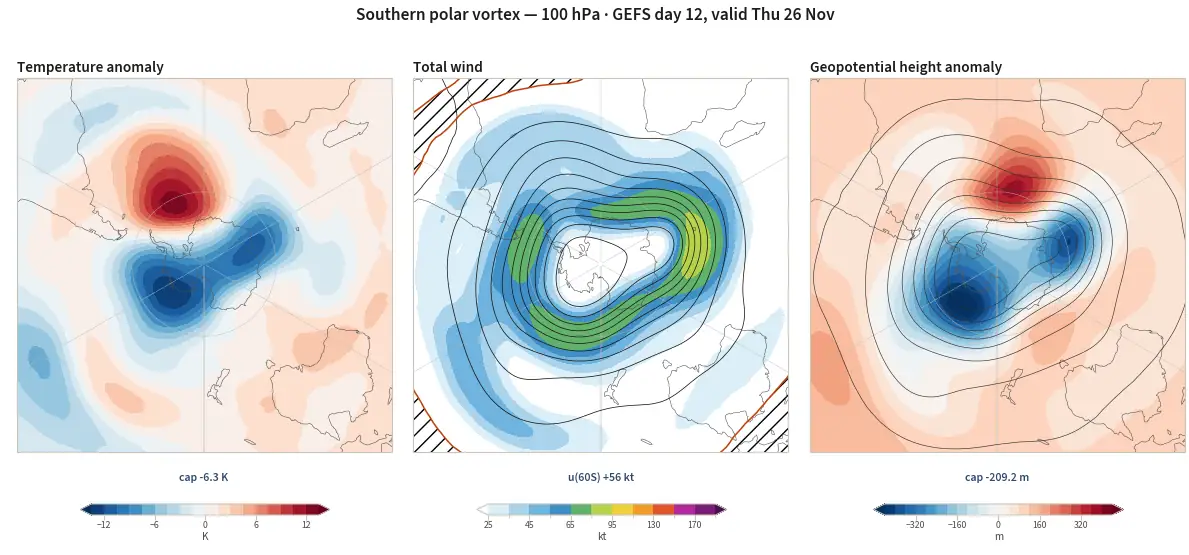 Southern polar vortex — 100 hPa · GEFS day 12, valid Thu 26 Nov
Temperature anomaly
Total wind
Geopotential height anomaly
cap -6.3 K
u(60S) +56 kt
cap -209.2 m
−12 −6 0 6 12
K
25 45 65 95 130 170
kt
−320 −160 0 160 320
m